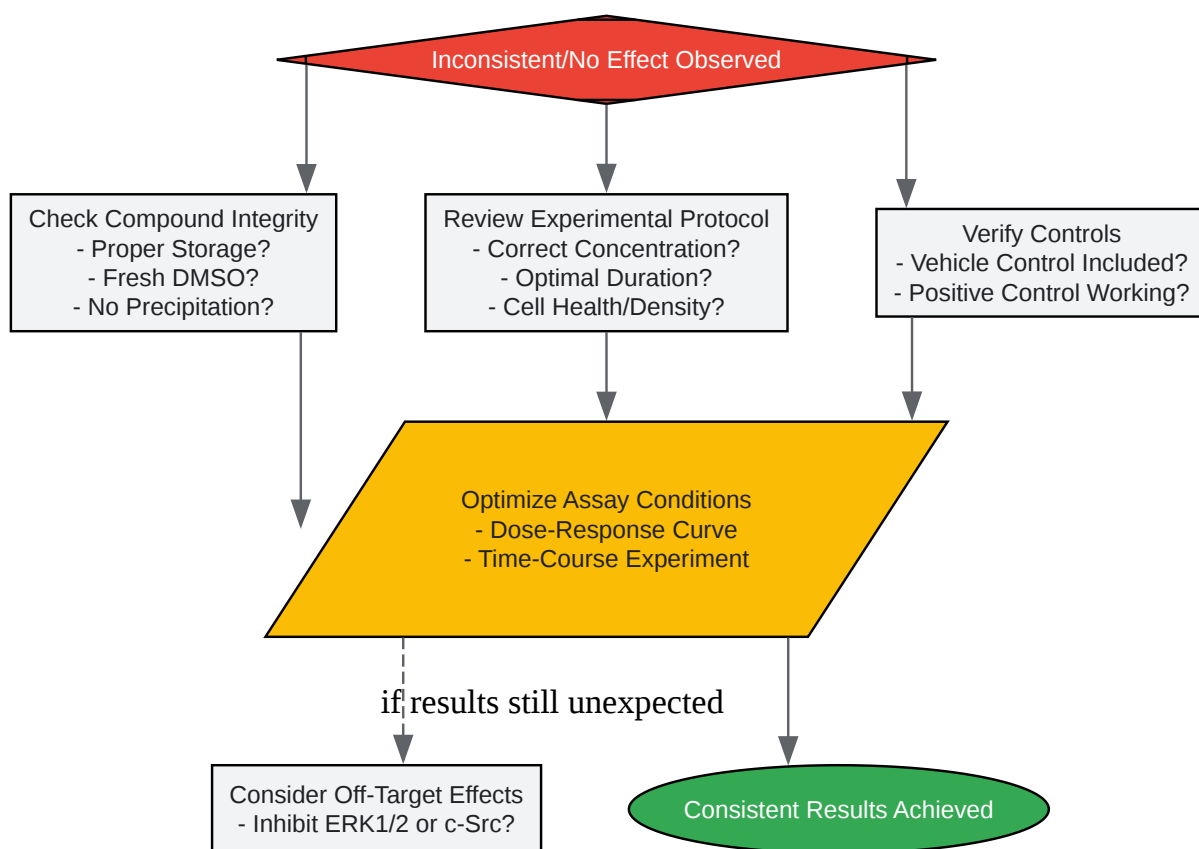 Inconsistent/No Effect Observed
Check Compound Integrity
- Proper Storage?
- Fresh DMSO?
- No Precipitation?
Review Experimental Protocol
- Correct Concentration?
- Optimal Duration?
- Cell Health/Density?
Verify Controls
- Vehicle Control Included?
- Positive Control Working?
Optimize Assay Conditions
- Dose-Response Curve
- Time-Course Experiment
if results still unexpected
Consider Off-Target Effects
- Inhibit ERK1/2 or c-Src?
Consistent Results Achieved